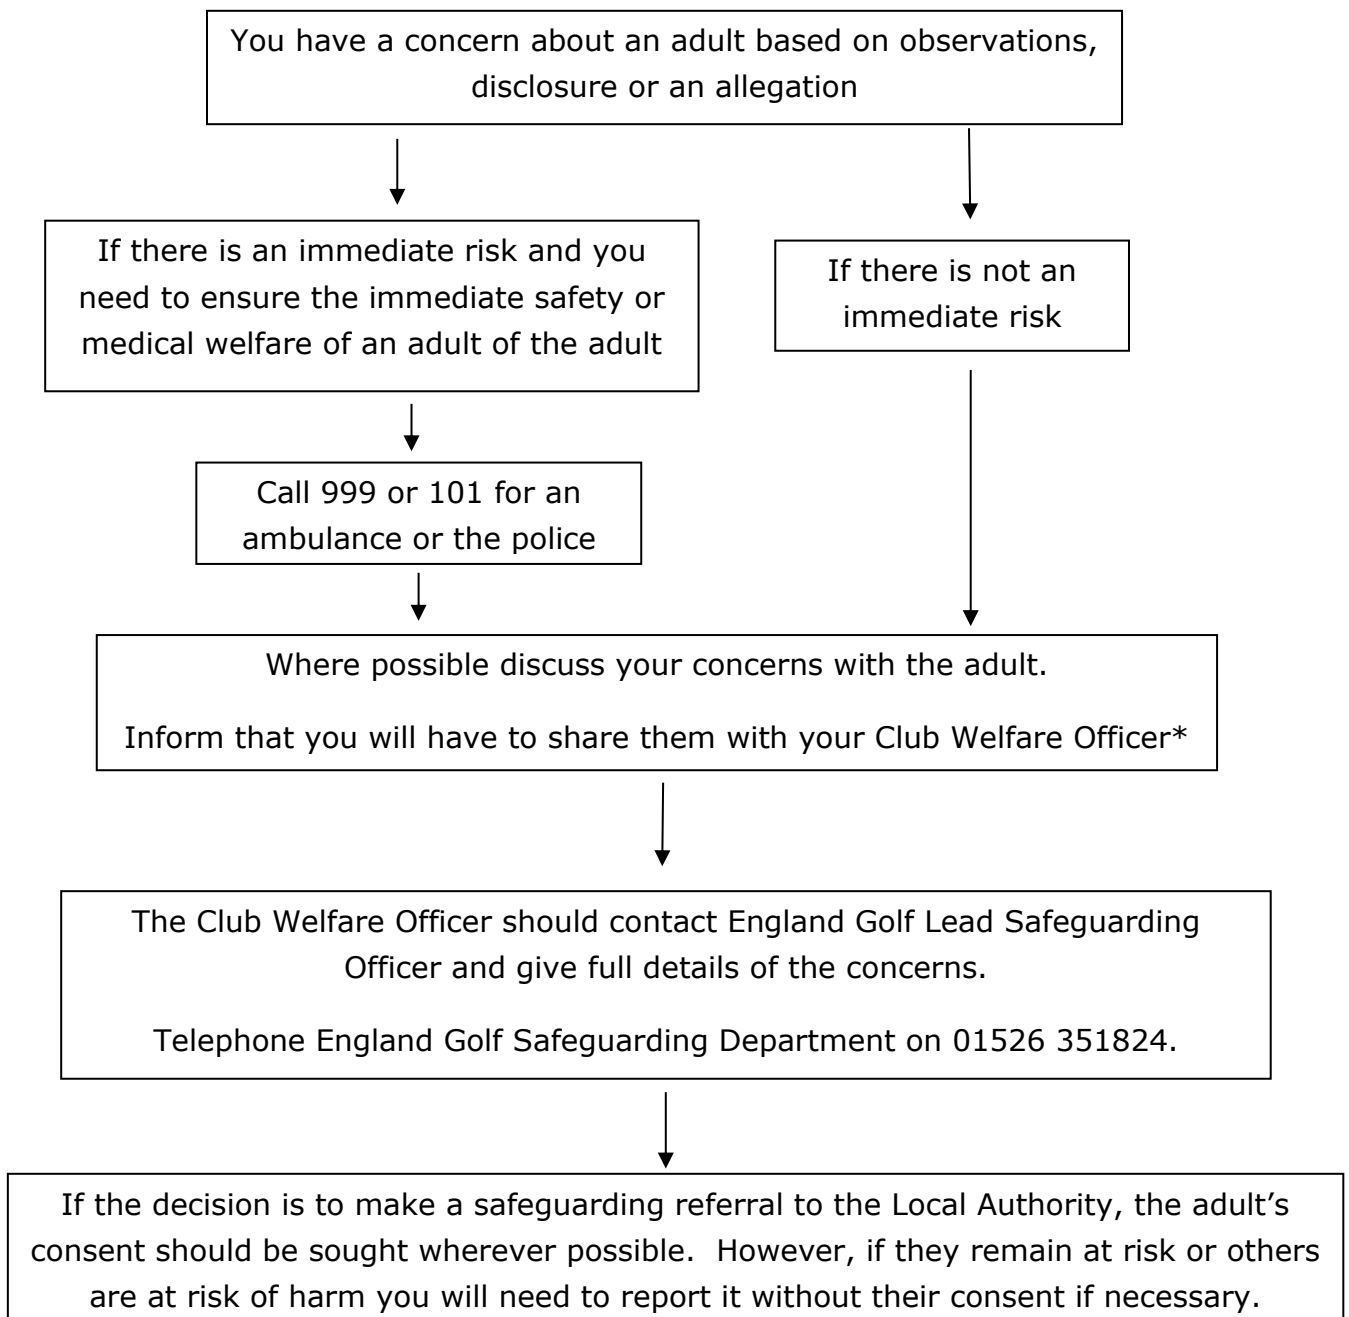 You have a concern about an adult based on observations,
disclosure or an allegation
If there is an immediate risk and you
need to ensure the immediate safety or
medical welfare of an adult of the adult
If there is not an
immediate risk
Call 999 or 101 for an
ambulance or the police
Where possible discuss your concerns with the adult.
Inform that you will have to share them with your Club Welfare Officer*
The Club Welfare Officer should contact England Golf Lead Safeguarding
Officer and give full details of the concerns.
Telephone England Golf Safeguarding Department on 01526 351824.
If the decision is to make a safeguarding referral to the Local Authority, the adult’s
consent should be sought wherever possible.  However, if they remain at risk or others
are at risk of harm you will need to report it without their consent if necessary.